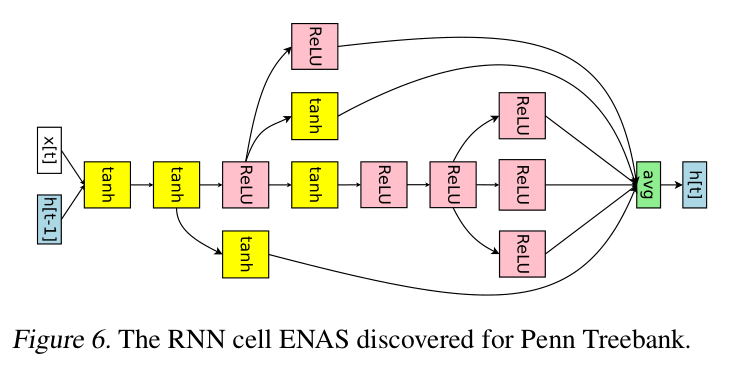 ReLU
tanh
ReLU
x[t]
h[t-1]
tanh
tanh
ReLU
tanh
ReLU
ReLU
ReLU
avg
h[t]
tanh
ReLU
Figure 6. The RNN cell ENAS discovered for Penn Treebank.